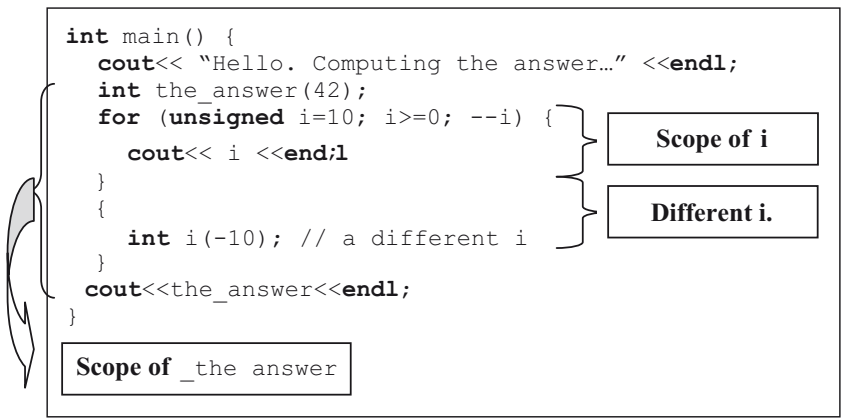 int main() {
cout<< “Hello. Computing the answer…” <<endl;
int the_answer(42);
for (unsigned i=10; i>=0; --i) {
cout<< i <<end;l
}
{
int i(-10); // a different i
}
cout<<the_answer<<endl;
}
Scope of i
Different i.
Scope of _the answer